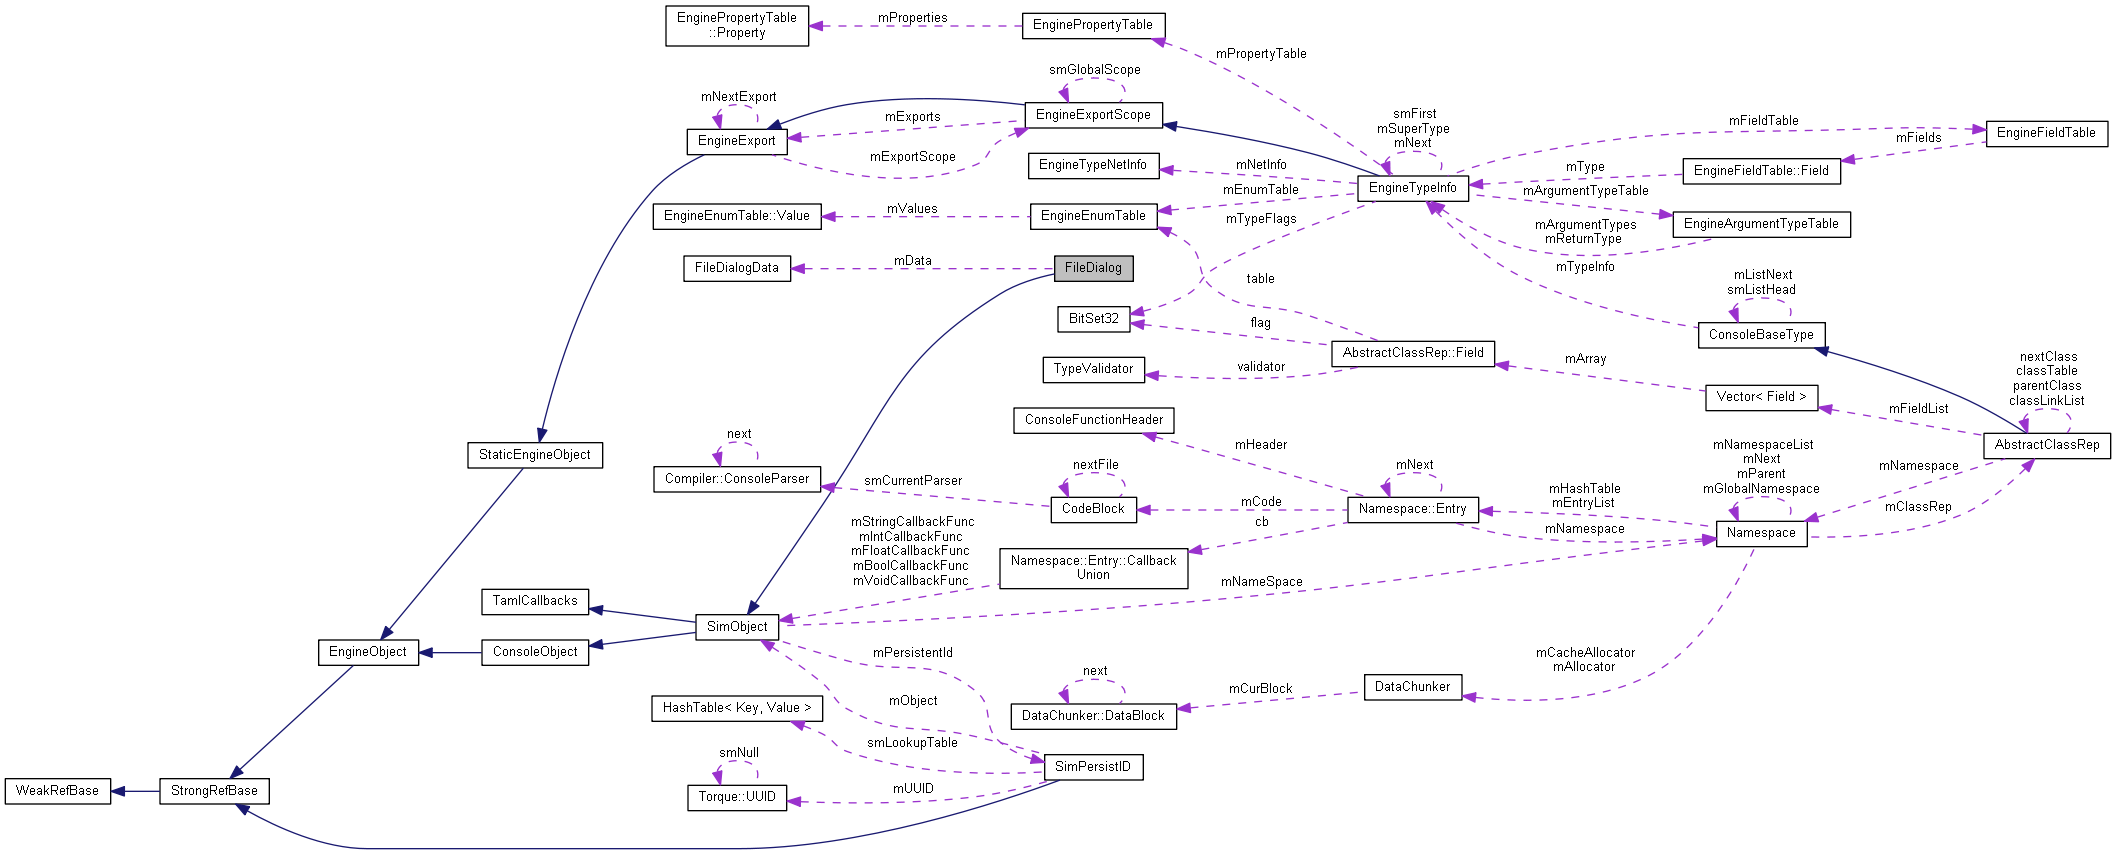 EnginePropertyTable
::Property
mProperties
EnginePropertyTable
mPropertyTable
smGlobalScope
mNextExport
EngineExportScope
mExports
EngineExport
mExportScope
smFirst
mSuperType
mNext
mFieldTable
EngineFieldTable
mFields
EngineTypeNetInfo
mNetInfo
mType
EngineFieldTable::Field
EngineTypeInfo
mEnumTable
mArgumentTypeTable
EngineEnumTable::Value
mValues
EngineEnumTable
mTypeFlags
mArgumentTypes
mReturnType
EngineArgumentTypeTable
FileDialogData
mData
FileDialog
mTypeInfo
table
mListNext
smListHead
BitSet32
flag
ConsoleBaseType
AbstractClassRep::Field
TypeValidator
validator
mArray
nextClass
classTable
parentClass
classLinkList
Vector< Field >
mFieldList
ConsoleFunctionHeader
mHeader
AbstractClassRep
next
StaticEngineObject
Compiler::ConsoleParser
smCurrentParser
nextFile
CodeBlock
mCode
mNext
Namespace::Entry
mHashTable
mEntryList
mNamespaceList
mNext
mParent
mGlobalNamespace
mNamespace
mClassRep
cb
mNamespace
Namespace
mStringCallbackFunc
mIntCallbackFunc
mFloatCallbackFunc
mBoolCallbackFunc
mVoidCallbackFunc
Namespace::Entry::Callback
Union
mNameSpace
TamlCallbacks
SimObject
EngineObject
ConsoleObject
mPersistentId
mCacheAllocator
mAllocator
mObject
next
mCurBlock
DataChunker
HashTable< Key, Value >
DataChunker::DataBlock
smLookupTable
smNull
SimPersistID
WeakRefBase
StrongRefBase
Torque::UUID
mUUID